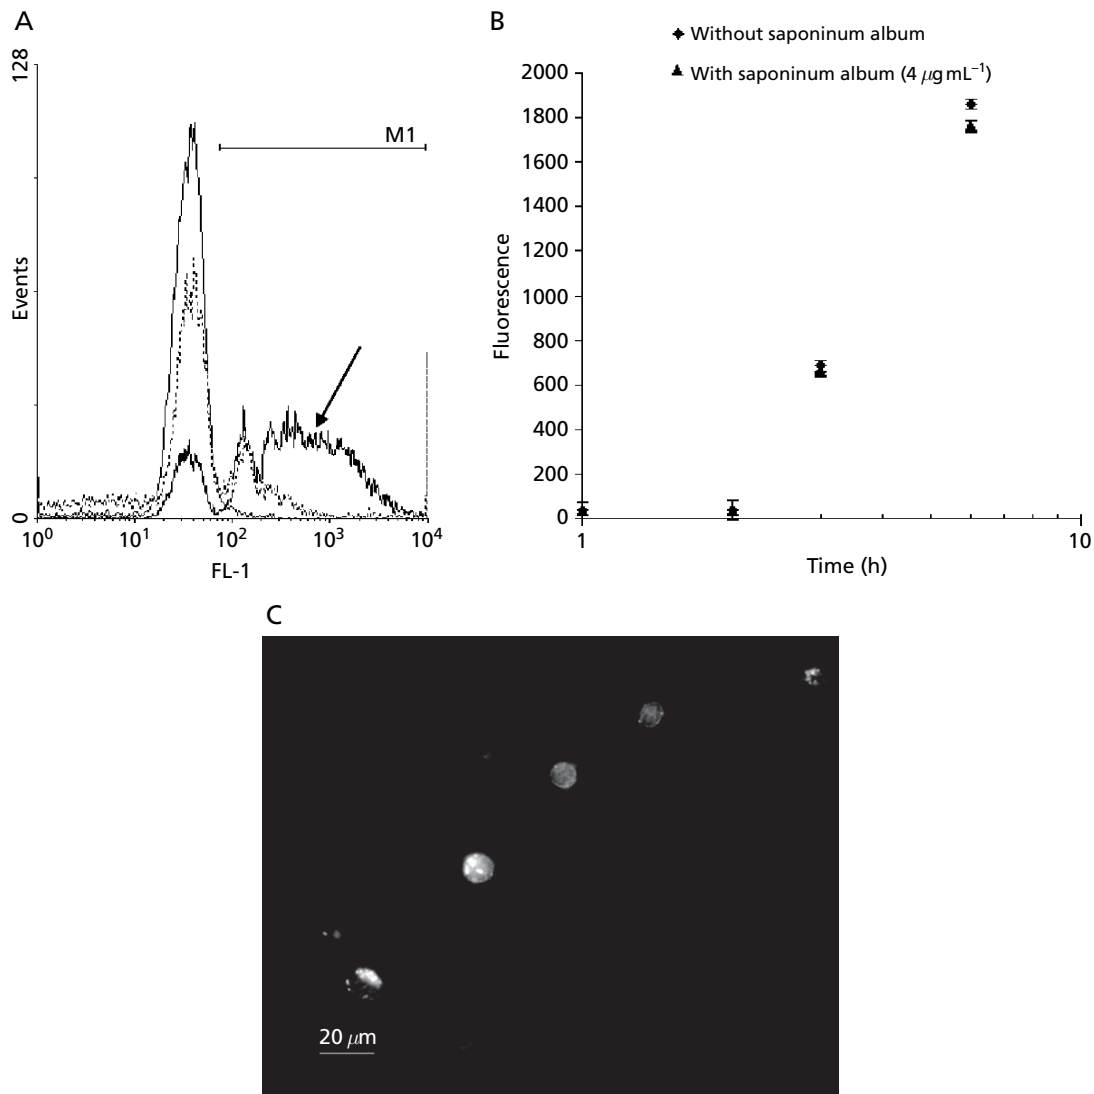 A
128
Events
0
M1
10⁰ 10¹ 10² 10³ 10⁴
FL-1
B
Without saponinum album
With saponinum album (4 μg mL⁻¹)
2000
1800
1600
1400
1200
1000
800
600
400
200
0
Fluorescence
1 10
Time (h)
C
20 μm